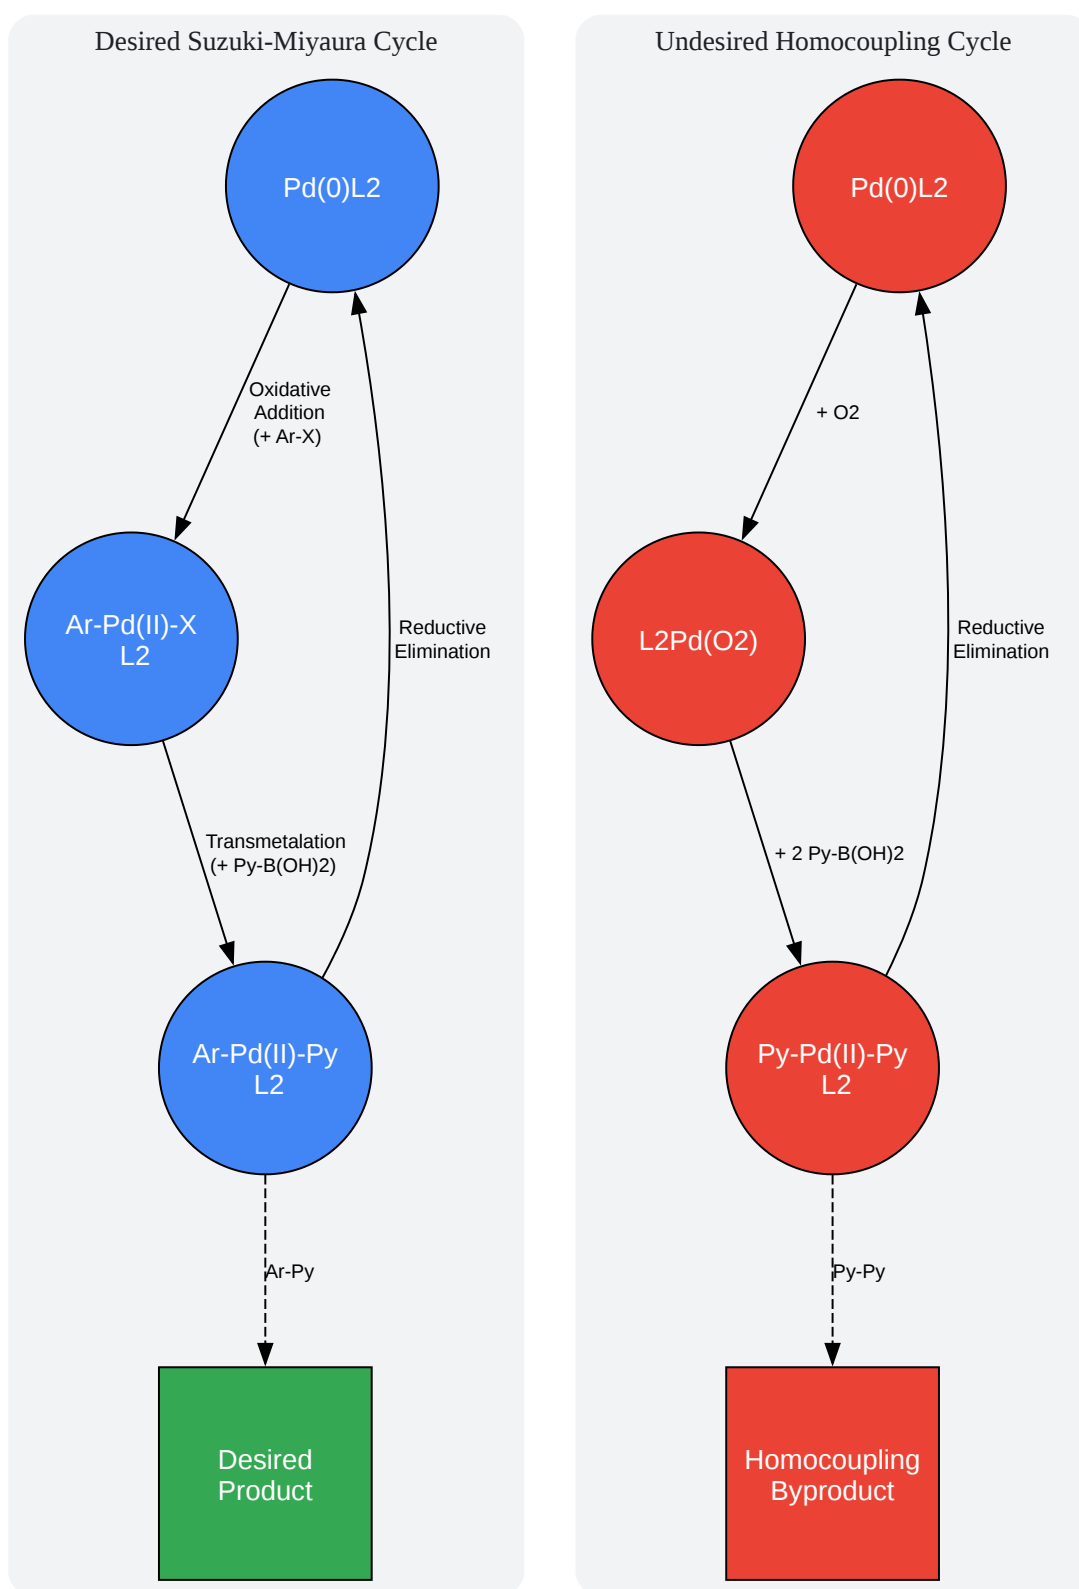 Desired Suzuki-Miyaura Cycle
Pd(0)L2
Oxidative
Addition
(+ Ar-X)
Ar-Pd(II)-X
L2
Reductive
Elimination
Transmetalation
(+ Py-B(OH)2)
Ar-Pd(II)-Py
L2
Ar-Py
Desired
Product
Undesired Homocoupling Cycle
Pd(0)L2
+ O2
L2Pd(O2)
Reductive
Elimination
+ 2 Py-B(OH)2
Py-Pd(II)-Py
L2
Py-Py
Homocoupling
Byproduct